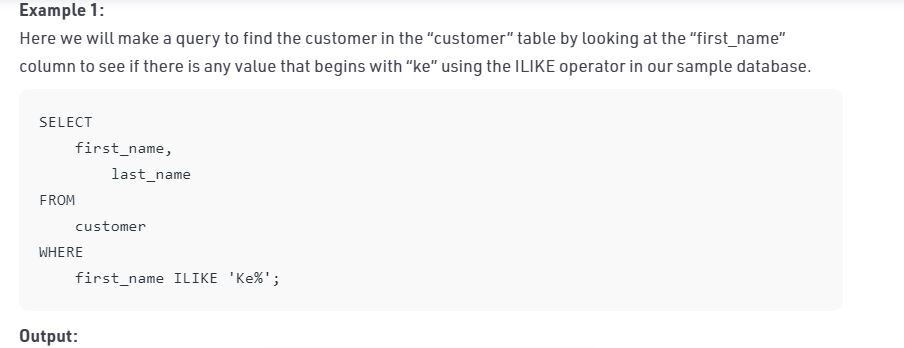 Example 1:
Here we will make a query to find the customer in the “customer” table by looking at the “first_name”
column to see if there is any value that begins with “ke” using the ILIKE operator in our sample database.
SELECT
    first_name,
        last_name
FROM
    customer
WHERE
    first_name ILIKE 'Ke%';
Output: